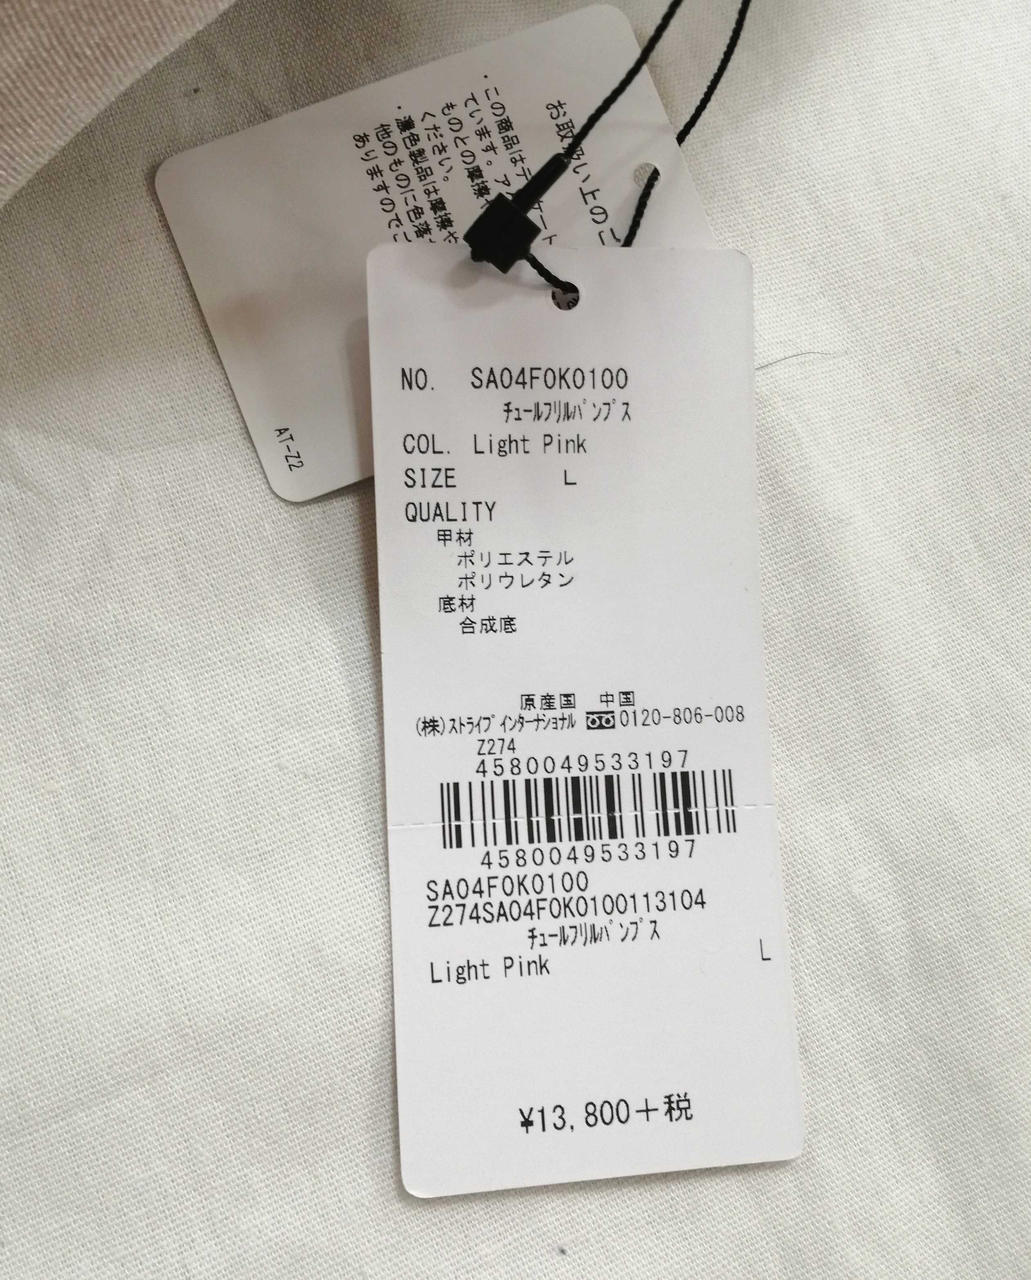 お取扱い上のご
・この商品はデ
ケート
ています。
ものとの摩擦や
ください。
・濃色製品は摩擦や
他のものに色落
ありますのでご
AT-Z2
NO. SA04F0K0100
ﾁｭｰﾙﾌﾘﾙﾊﾟﾝﾌﾟｽ
COL. Light Pink
SIZE L
QUALITY
甲材
ポリエステル
ポリウレタン
底材
合成底
原産国 中国
(株)ｽﾄﾗｲﾌﾟｲﾝﾀｰﾅｼｮﾅﾙ 0120-806-008
Z274
4580049533197
4580049533197
SA04F0K0100
Z274SA04F0K0100113104
ﾁｭｰﾙﾌﾘﾙﾊﾟﾝﾌﾟｽ
Light Pink L
¥13,800+税